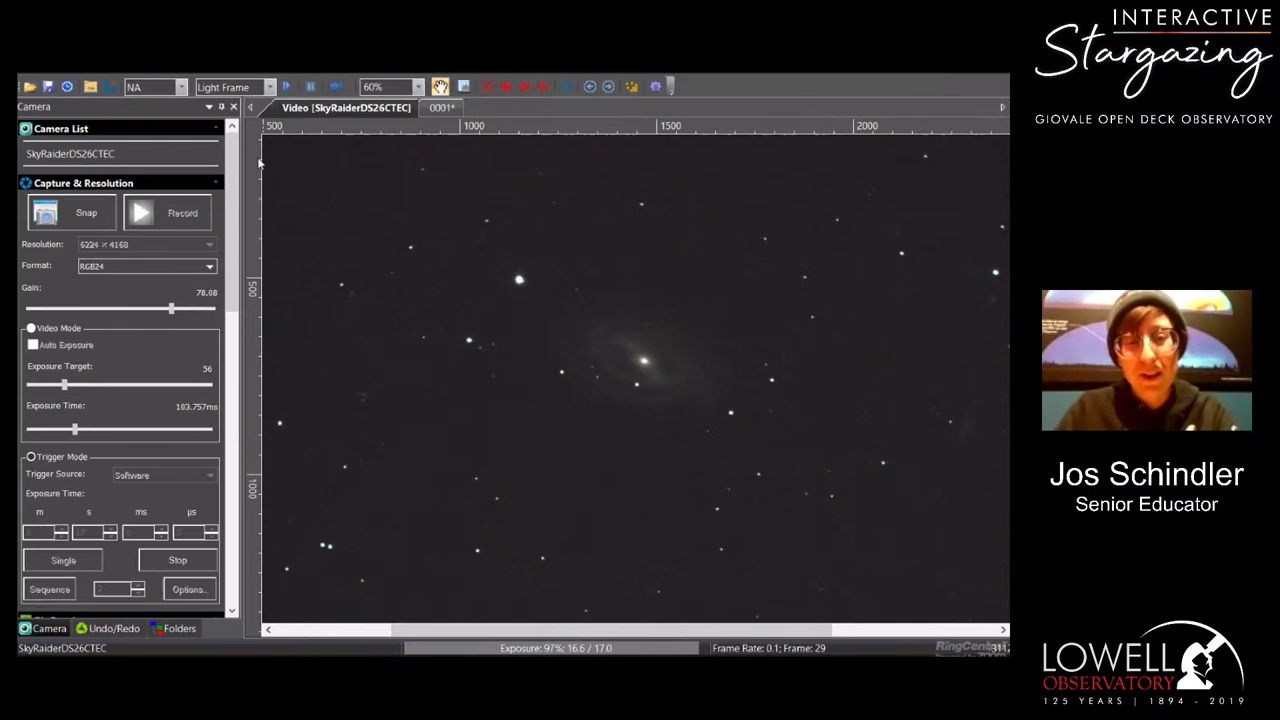 INTERACTIVE
Stargazing
GIOVALE OPEN DECK OBSERVATORY
NA
Light Frame
60%
Camera
Video [SkyRaiderDS26CTEC]
0001*
500
1000
1500
2000
Camera List
SkyRaiderDS26CTEC
Capture & Resolution
Snap
Record
Resolution:
6224 × 4168
Format:
RGB24
Gain:
78.08
Video Mode
Auto Exposure
Exposure Target:
56
Exposure Time:
103.757ms
500
Trigger Mode
Trigger Source:
Software
Exposure Time:
1000
m
s
ms
µs
Single
Stop
Sequence
Options...
Camera
Undo/Redo
Folders
SkyRaiderDS26CTEC
Exposure: 97%; 16.6 / 17.0
Frame Rate: 0.1; Frame: 29
RingCentral
Jos Schindler
Senior Educator
LOWELL
OBSERVATORY
125 YEARS | 1894 - 2019